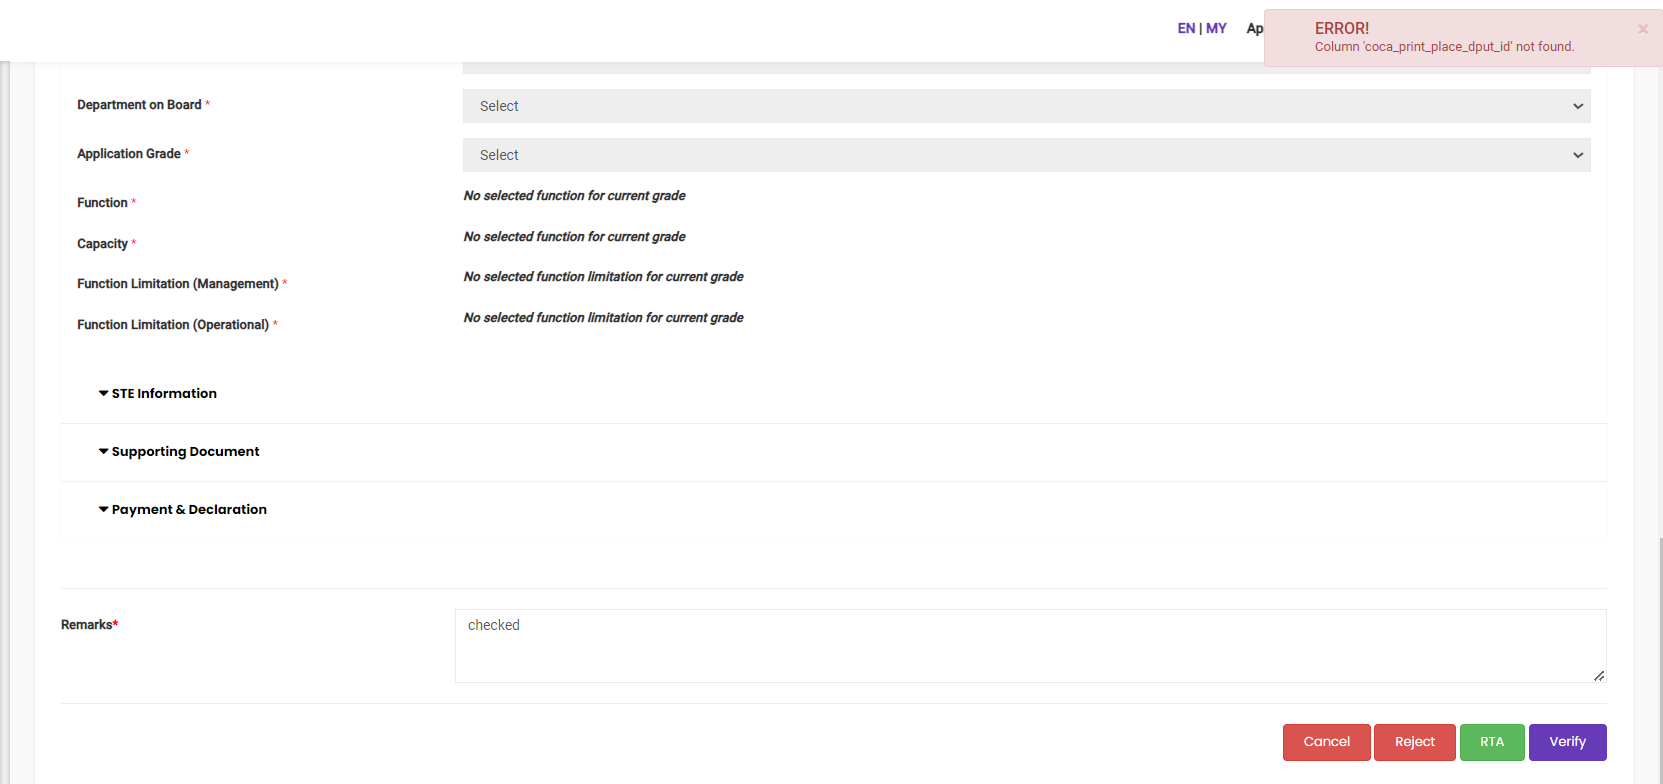 EN | MY
ERROR!
×
Column 'coca_print_place_dput_id' not found.
Department on Board *
Select
Application Grade *
Select
Function *
No selected function for current grade
Capacity *
No selected function for current grade
Function Limitation (Management) *
No selected function limitation for current grade
Function Limitation (Operational) *
No selected function limitation for current grade
STE Information
Supporting Document
Payment & Declaration
Remarks*
checked
Cancel
Reject
RTA
Verify